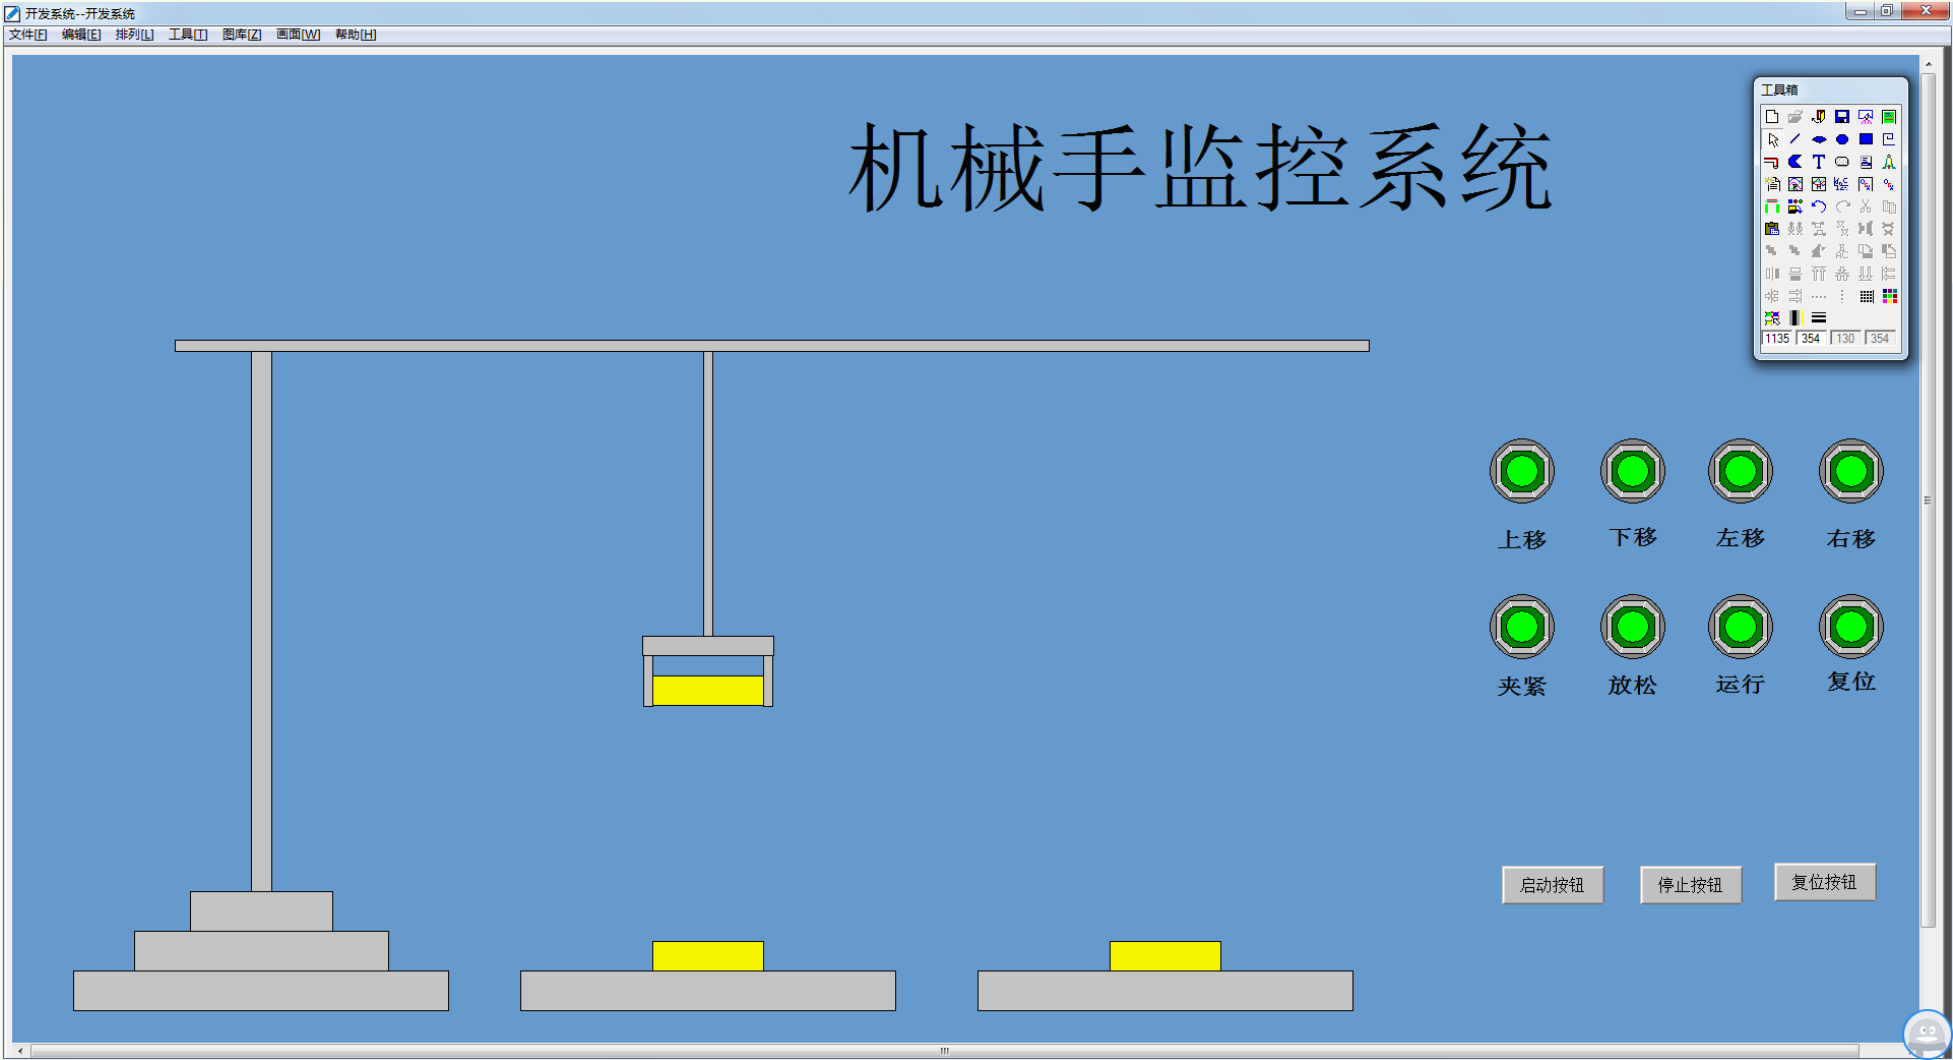 开发系统--开发系统
文件[F] 编辑[E] 排列[L] 工具[T] 图库[Z] 画面[W] 帮助[H]
工具箱
机械手监控系统
1135 354 130 354
上移 下移 左移 右移
夹紧 放松 运行 复位
启动按钮 停止按钮 复位按钮